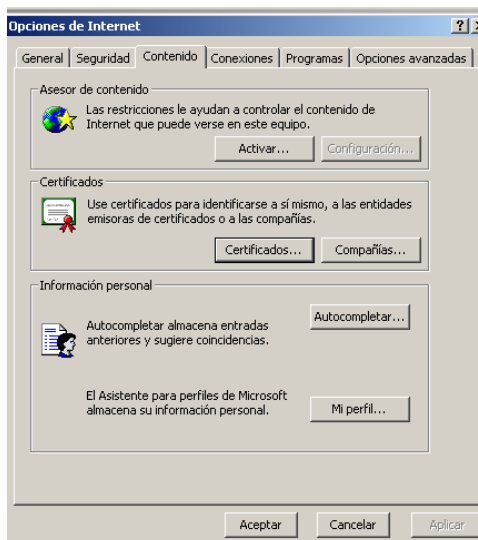 Opciones de Internet
General Seguridad Contenido Conexiones Programas Opciones avanzadas
Asesor de contenido
Las restricciones le ayudan a controlar el contenido de
Internet que puede verse en este equipo.
Activar... Configuración...
Certificados
Use certificados para identificarse a sí mismo, a las entidades
emisoras de certificados o a las compañías.
Certificados... Compañías...
Información personal
Autocompletar almacena entradas
anteriores y sugiere coincidencias.
Autocompletar...
El Asistente para perfiles de Microsoft
almacena su información personal.
Mi perfil...
Aceptar Cancelar Aplicar